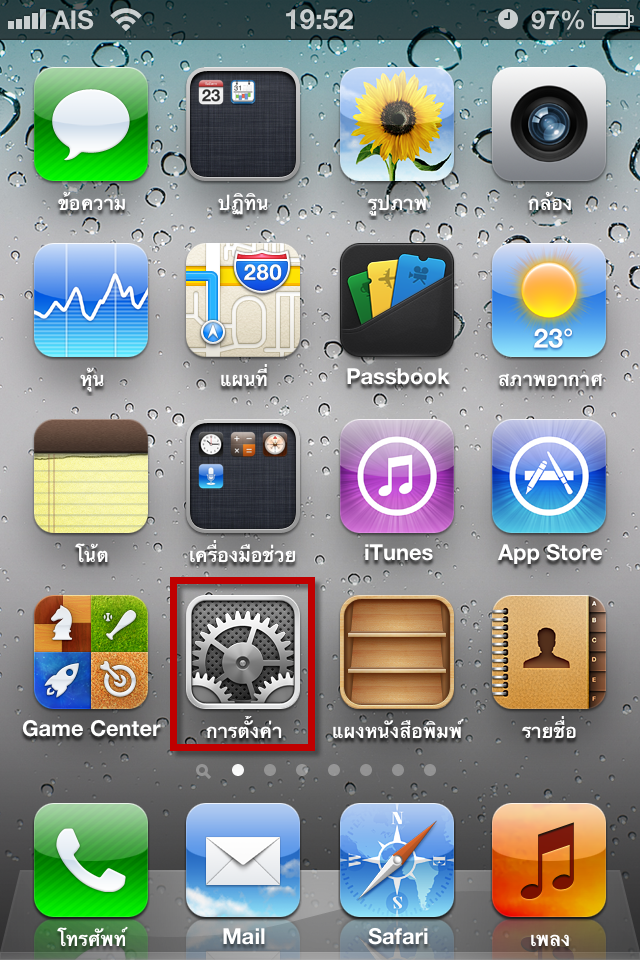 AIS 19:52 97%
23 31
ข้อความ ปฏิทิน รูปภาพ กล้อง
280
23°
หุ้น แผนที่ Passbook สภาพอากาศ
โน้ต เครื่องมือช่วย iTunes App Store
A
B
C
D
E
F
Game Center การตั้งค่า แผงหนังสือพิมพ์ รายชื่อ
N
S
โทรศัพท์ Mail Safari เพลง